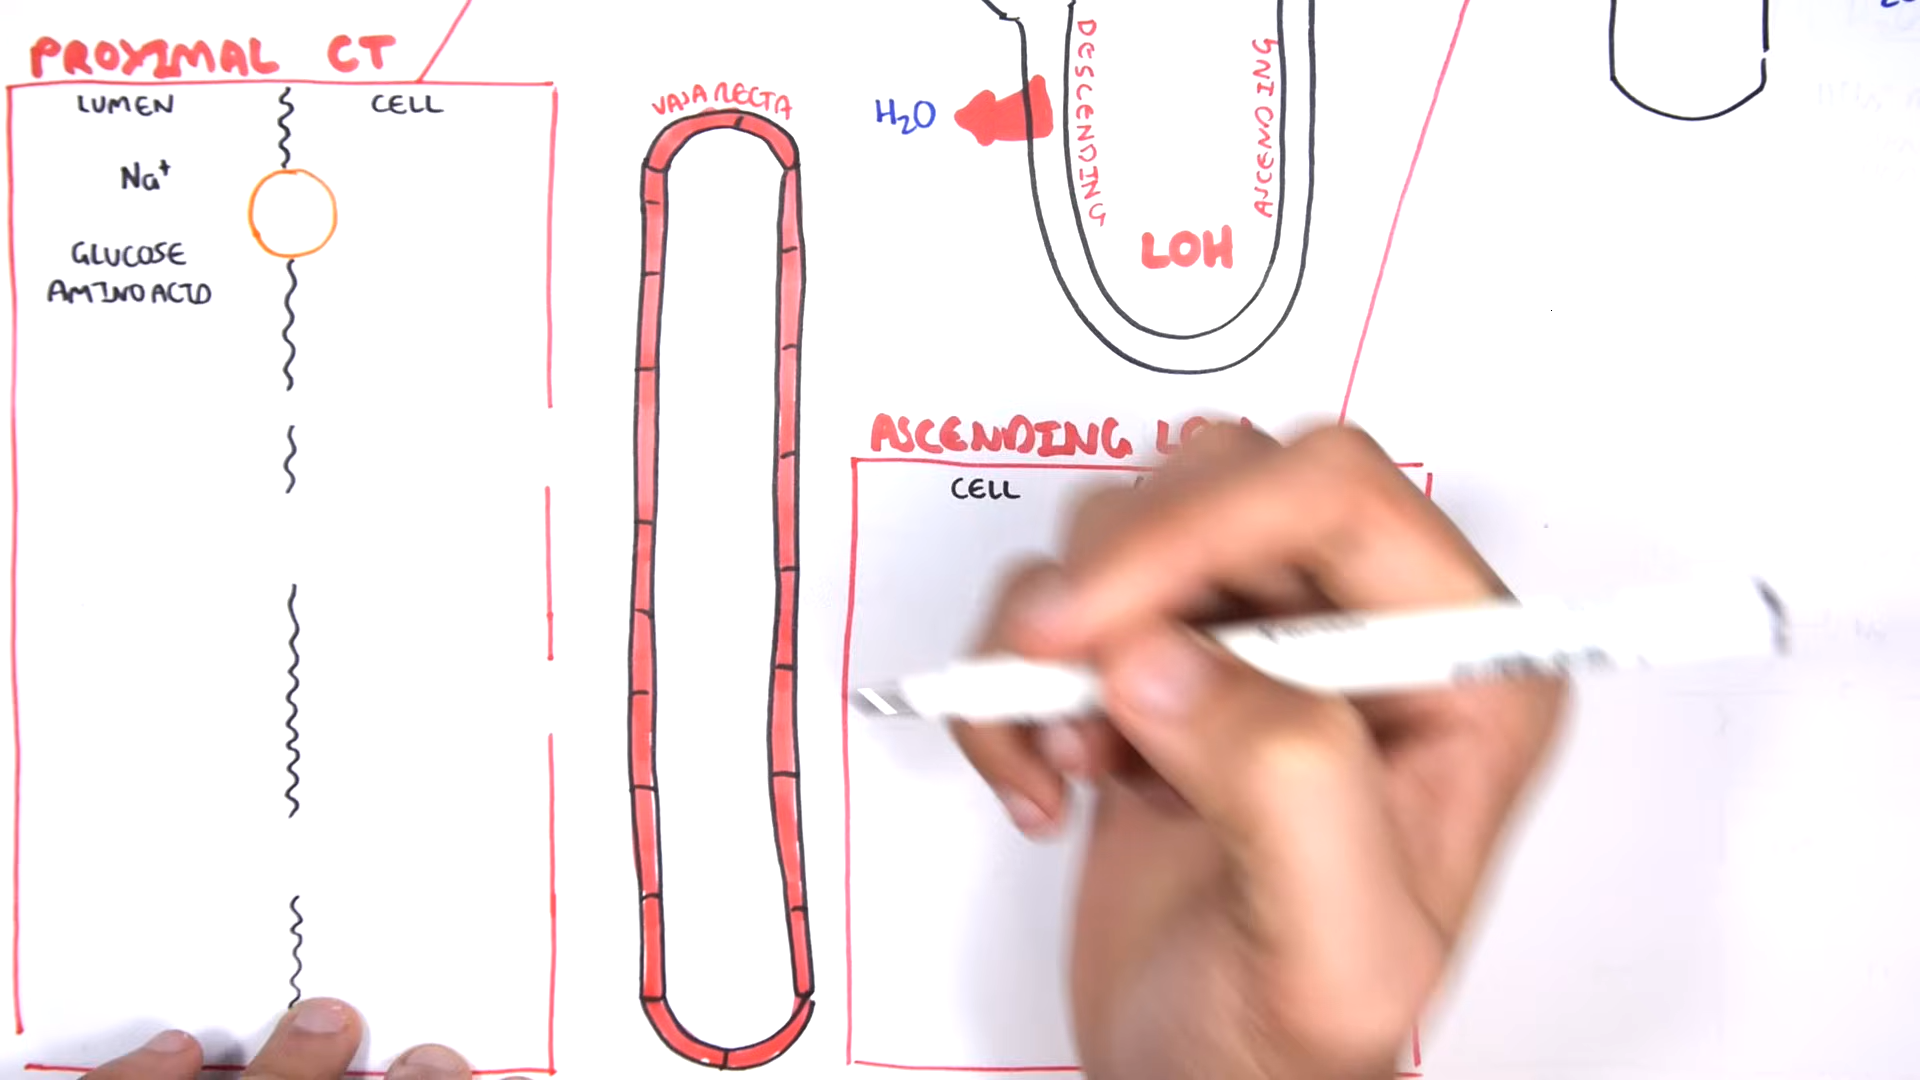 PROXIMAL CT
LUMEN
CELL
Na⁺
GLUCOSE
AMINO ACID
VASA RECTA
H₂O
DESCENDING
ASCENDING
LOH
ASCENDING
CELL